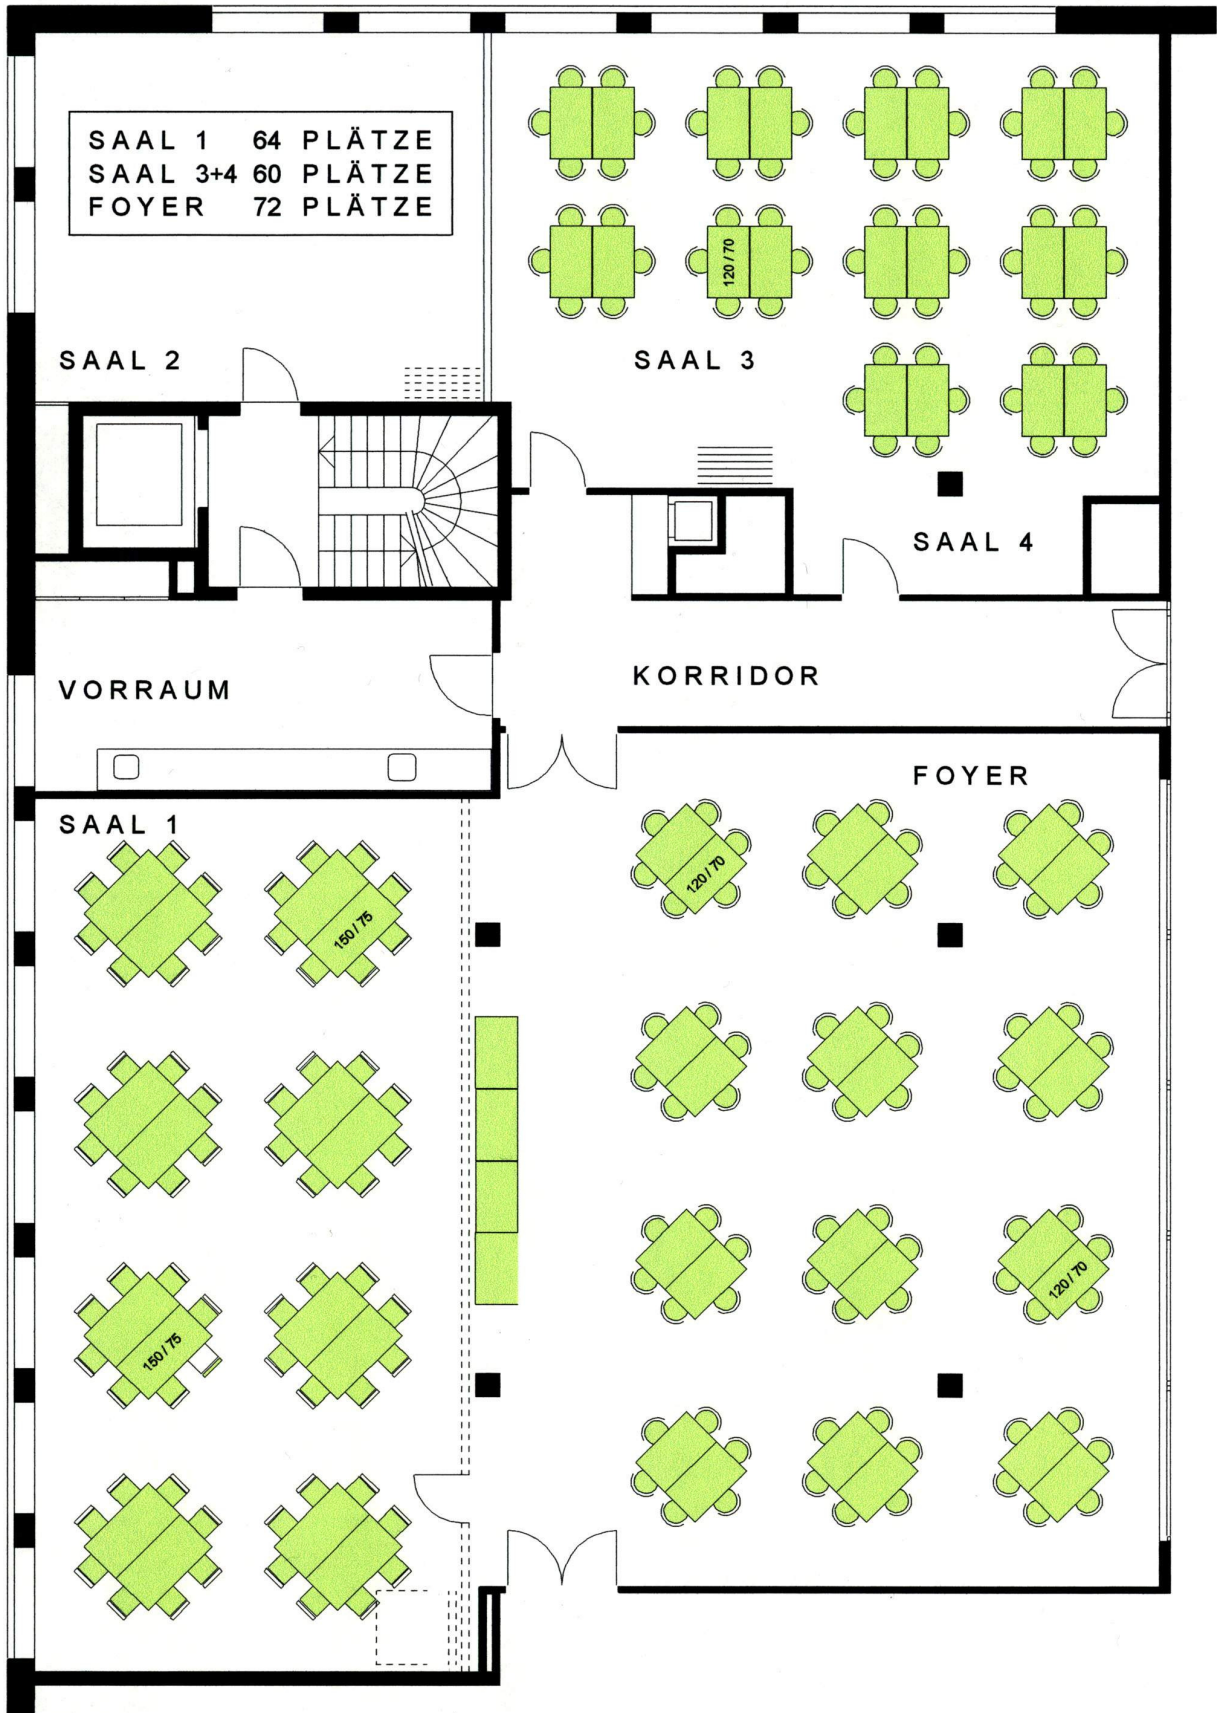 SAAL 1 64 PLÄTZE
SAAL 3+4 60 PLÄTZE
FOYER 72 PLÄTZE
120 / 70
SAAL 2
SAAL 3
SAAL 4
VORRAUM
KORRIDOR
FOYER
SAAL 1
120 / 70
150 / 75
120 / 70
150 / 75